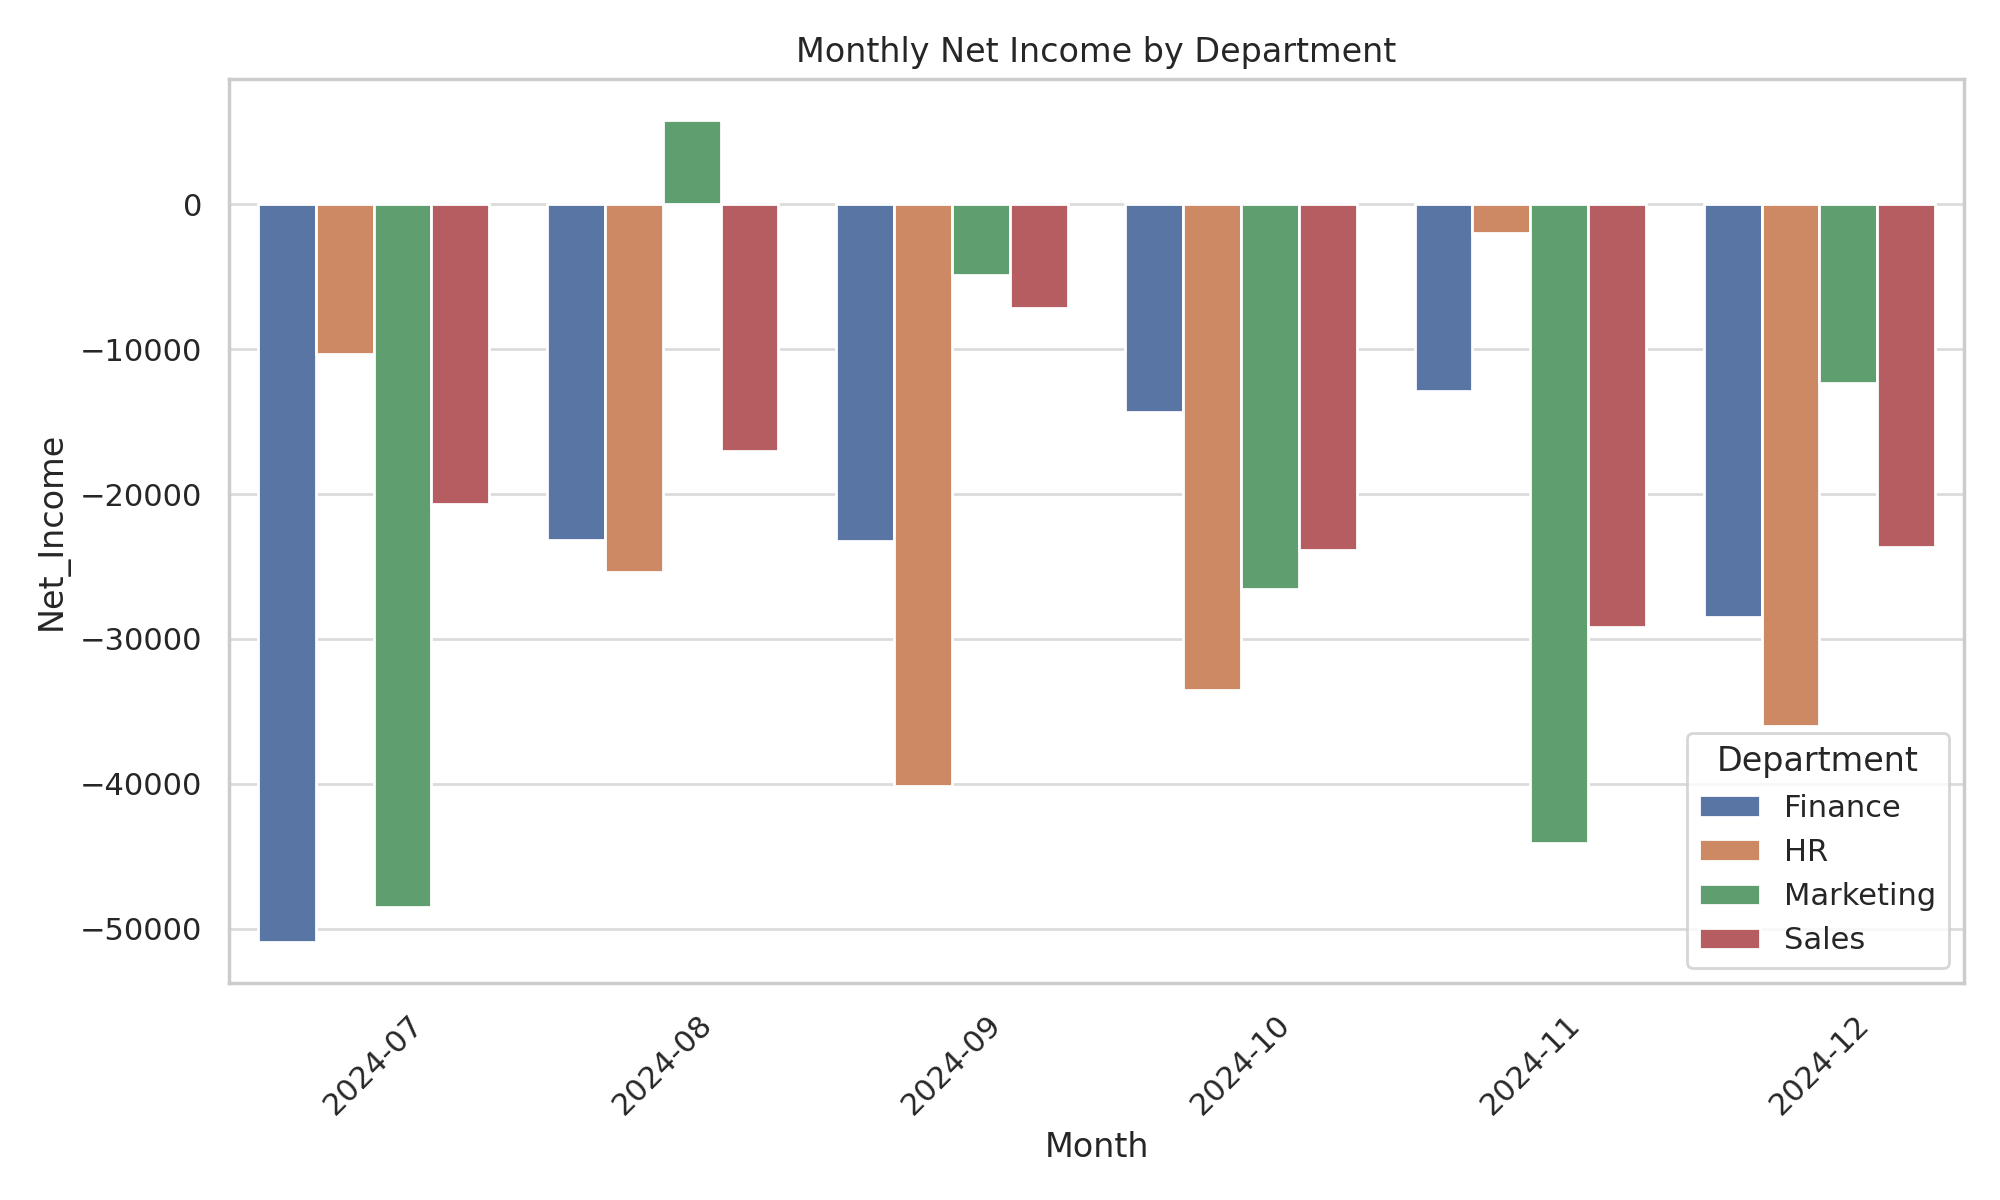 Monthly Net Income by Department
Net_Income
0
−10000
−20000
−30000
−40000
−50000
Department
Finance
HR
Marketing
Sales
2024-07
2024-08
2024-09
2024-10
2024-11
2024-12
Month